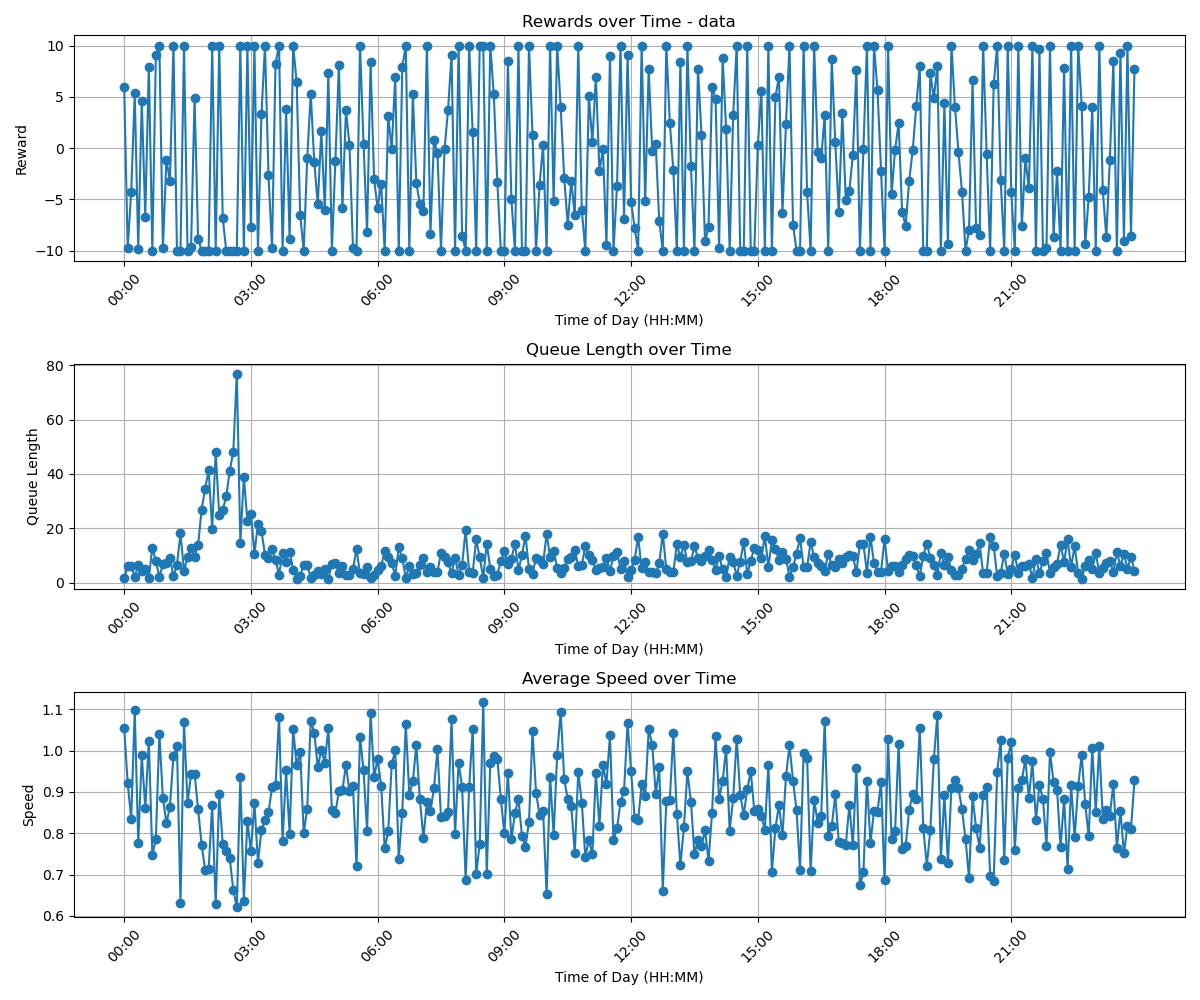 Rewards over Time - data
10
5
0
−5
−10
Reward
00:00 03:00 06:00 09:00 12:00 15:00 18:00 21:00
Time of Day (HH:MM)
Queue Length over Time
80
60
40
20
0
Queue Length
00:00 03:00 06:00 09:00 12:00 15:00 18:00 21:00
Time of Day (HH:MM)
Average Speed over Time
1.1
1.0
0.9
0.8
0.7
0.6
Speed
00:00 03:00 06:00 09:00 12:00 15:00 18:00 21:00
Time of Day (HH:MM)